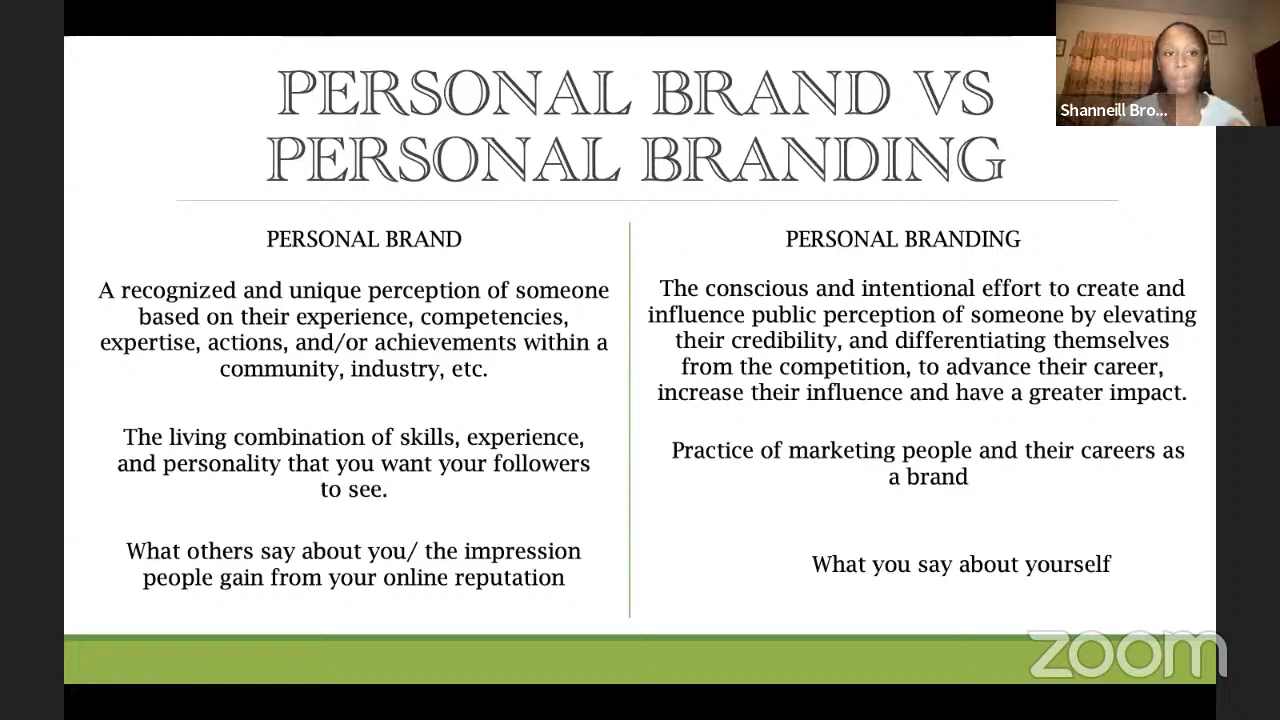 PERSONAL BRAND VS
PERSONAL BRANDING
Shanneill Bro...
PERSONAL BRAND
A recognized and unique perception of someone
based on their experience, competencies,
expertise, actions, and/or achievements within a
community, industry, etc.
The living combination of skills, experience,
and personality that you want your followers
to see.
What others say about you/ the impression
people gain from your online reputation
PERSONAL BRANDING
The conscious and intentional effort to create and
influence public perception of someone by elevating
their credibility, and differentiating themselves
from the competition, to advance their career,
increase their influence and have a greater impact.
Practice of marketing people and their careers as
a brand
What you say about yourself
zoom